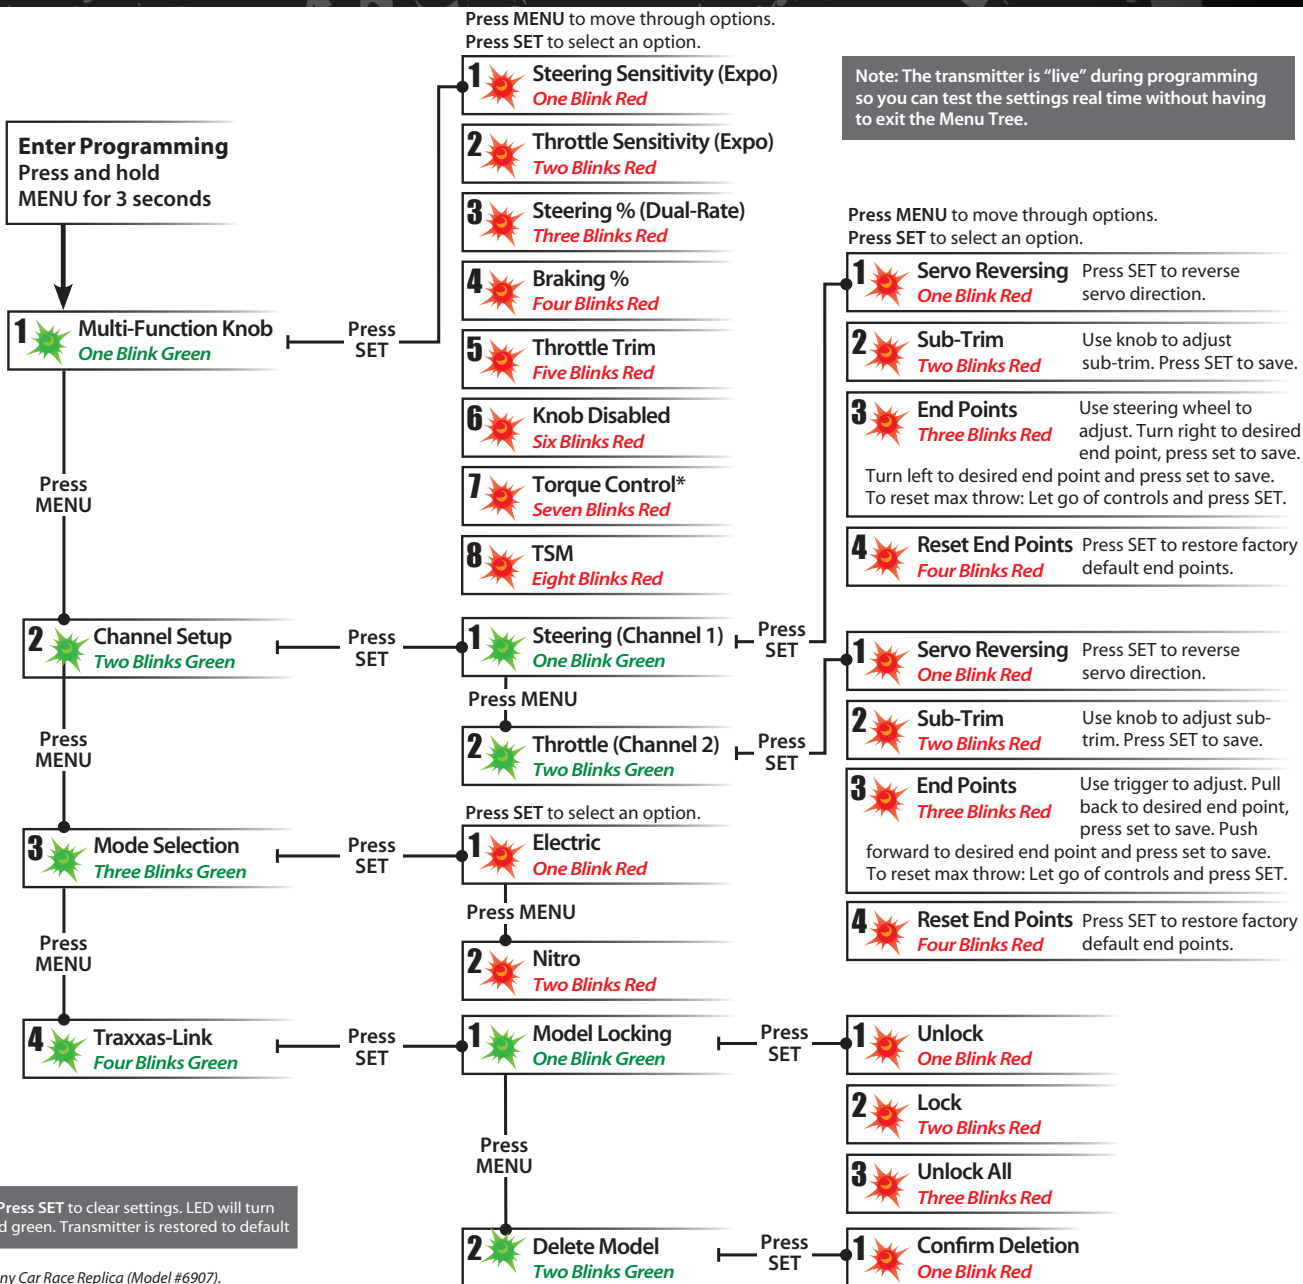 Press MENU to move through options.
Press SET to select an option.
1
Steering Sensitivity (Expo)
One Blink Red
2
Throttle Sensitivity (Expo)
Two Blinks Red
3
Steering % (Dual-Rate)
Three Blinks Red
4
Braking %
Four Blinks Red
5
Throttle Trim
Five Blinks Red
6
Knob Disabled
Six Blinks Red
7
Torque Control*
Seven Blinks Red
8
TSM
Eight Blinks Red
Note: The transmitter is “live” during programming
so you can test the settings real time without having
to exit the Menu Tree.
Enter Programming
Press and hold
MENU for 3 seconds
1
Multi-Function Knob
One Blink Green
Press
SET
Press
MENU
2
Channel Setup
Two Blinks Green
Press
SET
1
Steering (Channel 1)
One Blink Green
Press
SET
Press MENU
2
Throttle (Channel 2)
Two Blinks Green
Press
SET
Press MENU to move through options.
Press SET to select an option.
1
Servo Reversing
One Blink Red
Press SET to reverse
servo direction.
2
Sub-Trim
Two Blinks Red
Use knob to adjust
sub-trim. Press SET to save.
3
End Points
Three Blinks Red
Use steering wheel to
adjust. Turn right to desired
end point, press set to save.
Turn left to desired end point and press set to save.
To reset max throw: Let go of controls and press SET.
4
Reset End Points
Four Blinks Red
Press SET to restore factory
default end points.
1
Servo Reversing
One Blink Red
Press SET to reverse
servo direction.
2
Sub-Trim
Two Blinks Red
Use knob to adjust sub-
trim. Press SET to save.
3
End Points
Three Blinks Red
Use trigger to adjust. Pull
back to desired end point,
press set to save. Push
forward to desired end point and press set to save.
To reset max throw: Let go of controls and press SET.
4
Reset End Points
Four Blinks Red
Press SET to restore factory
default end points.
Press
MENU
3
Mode Selection
Three Blinks Green
Press
SET
Press SET to select an option.
1
Electric
One Blink Red
Press MENU
2
Nitro
Two Blinks Red
Press
MENU
4
Traxxas-Link
Four Blinks Green
Press
SET
1
Model Locking
One Blink Green
Press
SET
1
Unlock
One Blink Red
2
Lock
Two Blinks Red
3
Unlock All
Three Blinks Red
Press
MENU
2
Delete Model
Two Blinks Green
Press
SET
1
Confirm Deletion
One Blink Red
Press SET to clear settings. LED will turn
green. Transmitter is restored to default
Car Race Replica (Model #6907).